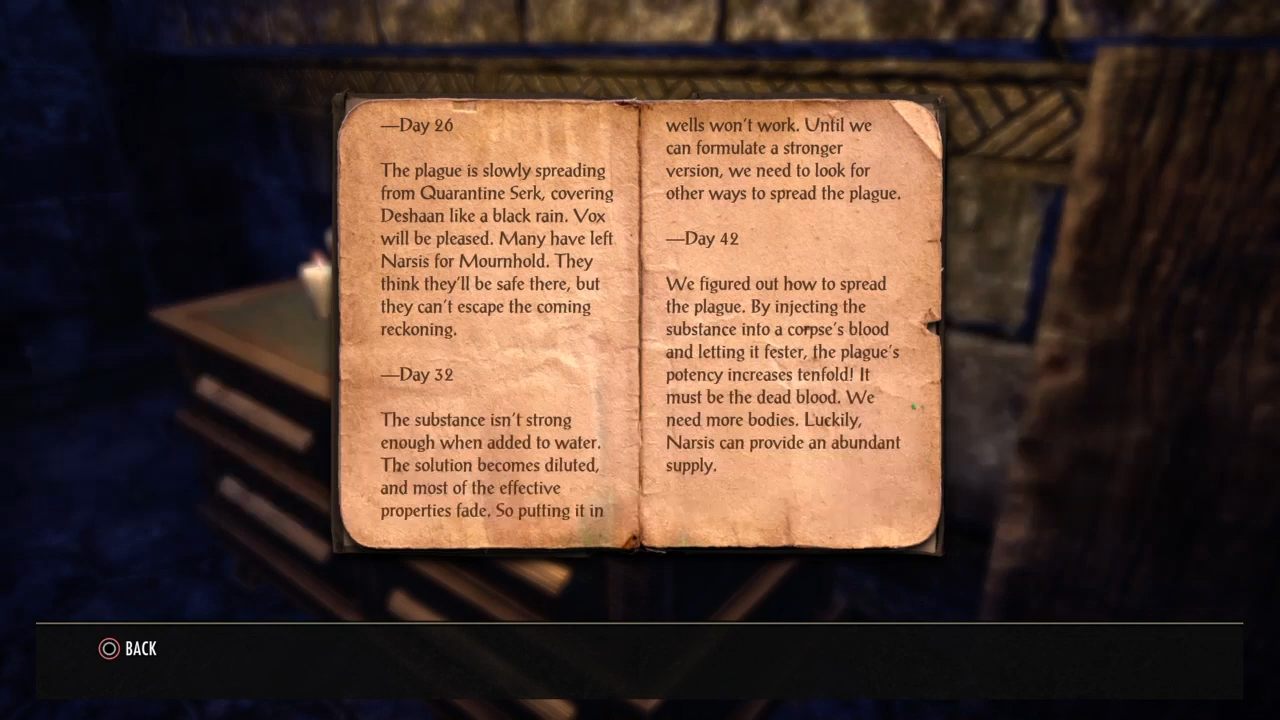 —Day 26
The plague is slowly spreading
from Quarantine Serk, covering
Deshaan like a black rain. Vox
will be pleased. Many have left
Narsis for Mournhold. They
think they'll be safe there, but
they can't escape the coming
reckoning.
—Day 32
The substance isn't strong
enough when added to water.
The solution becomes diluted,
and most of the effective
properties fade. So putting it in
wells won't work. Until we
can formulate a stronger
version, we need to look for
other ways to spread the plague.
—Day 42
We figured out how to spread
the plague. By injecting the
substance into a corpse's blood
and letting it fester, the plague's
potency increases tenfold! It
must be the dead blood. We
need more bodies. Luckily,
Narsis can provide an abundant
supply.
BACK